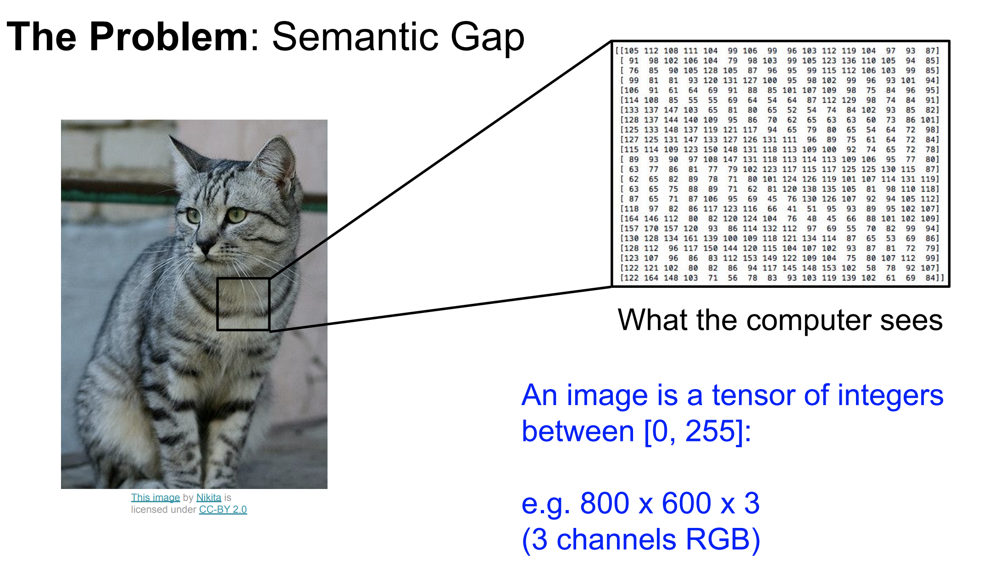 The Problem: Semantic Gap
[[105 112 108 111 104 99 106 99 96 103 112 119 104 97 93 87]
[ 91 98 102 106 104 79 98 103 99 105 123 136 110 105 94 85]
[ 76 85 90 105 128 105 87 96 95 99 115 112 106 103 99 85]
[ 99 81 81 93 120 131 127 100 95 98 102 99 96 93 101 94]
[106 91 61 64 69 91 88 85 101 107 109 98 75 84 96 95]
[114 108 85 55 55 69 64 54 64 87 112 129 98 74 84 91]
[133 137 147 103 65 81 80 65 52 54 74 84 102 93 85 82]
[128 137 144 140 109 95 86 70 62 65 63 63 60 73 86 101]
[125 133 148 137 119 121 117 94 65 79 80 65 54 64 72 98]
[127 125 131 147 133 127 126 131 111 96 89 75 61 64 72 84]
[115 114 109 123 150 148 131 118 113 109 100 92 74 65 72 78]
[ 89 93 90 97 108 147 131 118 113 114 113 109 106 95 77 80]
[ 63 77 86 81 77 79 102 123 117 115 117 125 125 130 115 87]
[ 62 65 82 89 78 71 80 101 124 126 119 101 107 114 131 119]
[ 63 65 75 88 89 71 62 81 120 138 135 105 81 98 110 118]
[ 87 65 71 87 106 95 69 45 76 130 126 107 92 94 105 112]
[118 97 82 86 117 123 116 66 41 51 95 93 89 95 102 107]
[164 146 112 80 82 120 124 104 76 48 45 66 88 101 102 109]
[157 170 157 120 93 86 114 132 112 97 69 55 70 82 99 94]
[130 128 134 161 139 100 109 118 121 134 114 87 65 53 69 86]
[128 112 96 117 150 144 120 115 104 107 102 93 87 81 72 79]
[123 107 96 86 83 112 153 149 122 109 104 75 80 107 112 99]
[122 121 102 80 82 86 94 117 145 148 153 102 58 78 92 107]
[122 164 148 103 71 56 78 83 93 103 119 139 102 61 69 84]]
What the computer sees
An image is a tensor of integers
between [0, 255]:
e.g. 800 x 600 x 3
(3 channels RGB)
This image by Nikita is
licensed under CC-BY 2.0